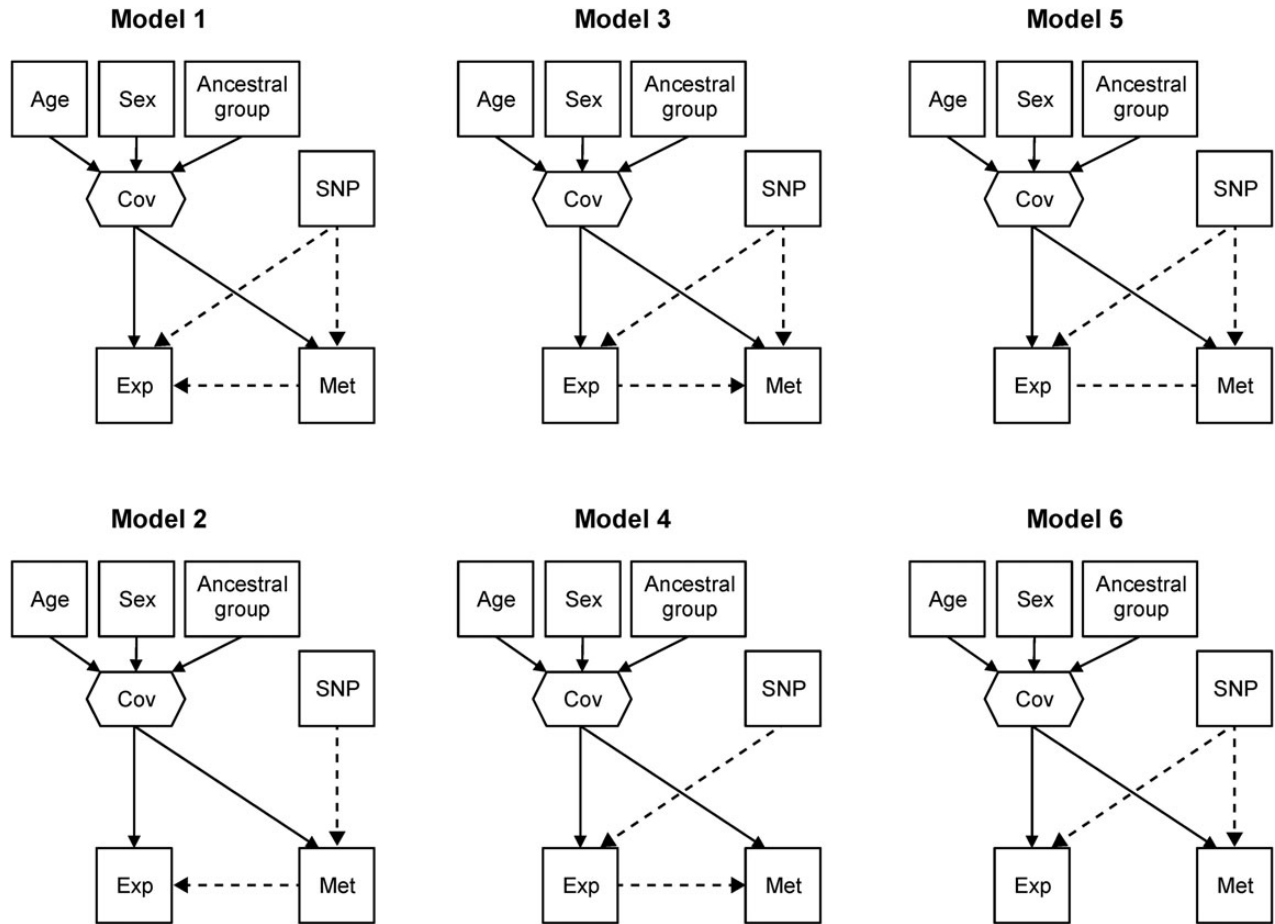 Model 1
Age
Sex
Ancestral
group
Cov
SNP
Exp
Met
Model 3
Age
Sex
Ancestral
group
Cov
SNP
Exp
Met
Model 5
Age
Sex
Ancestral
group
Cov
SNP
Exp
Met
Model 2
Age
Sex
Ancestral
group
Cov
SNP
Exp
Met
Model 4
Age
Sex
Ancestral
group
Cov
SNP
Exp
Met
Model 6
Age
Sex
Ancestral
group
Cov
SNP
Exp
Met